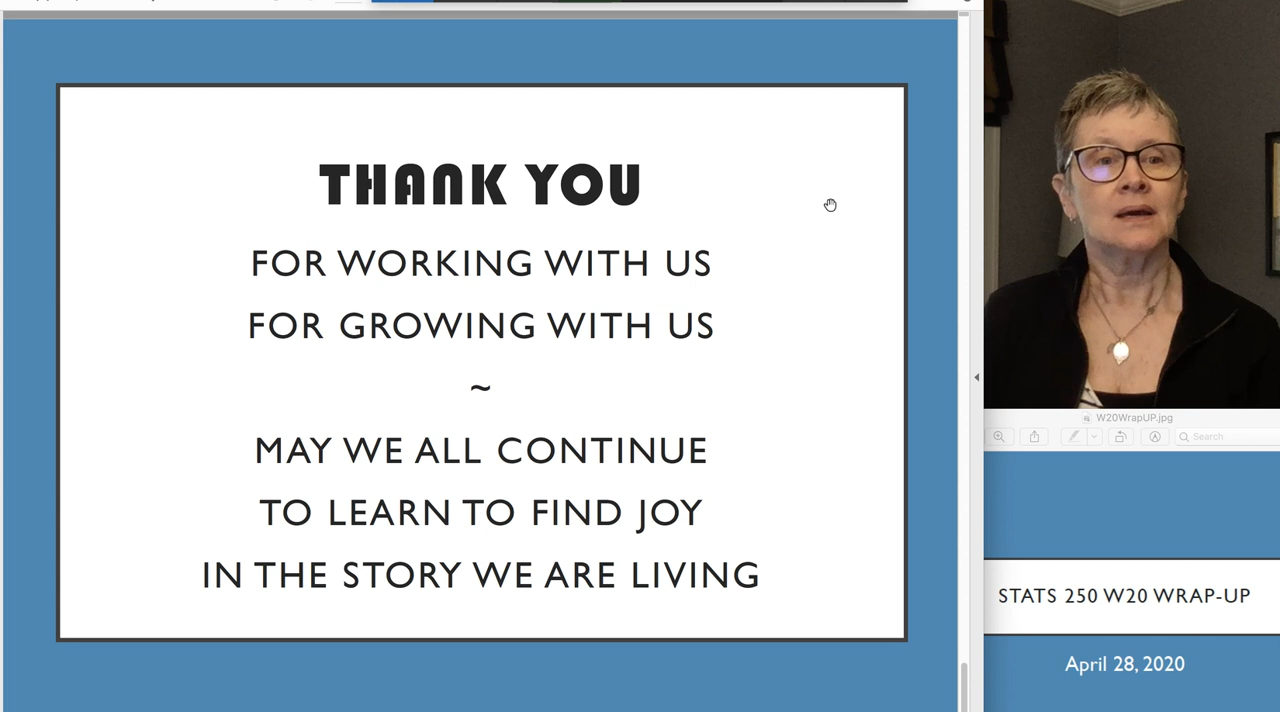 THANK YOU
FOR WORKING WITH US
FOR GROWING WITH US
~
MAY WE ALL CONTINUE
TO LEARN TO FIND JOY
IN THE STORY WE ARE LIVING
W20WrapUP.jpg
Search
STATS 250 W20 WRAP-UP
April 28, 2020